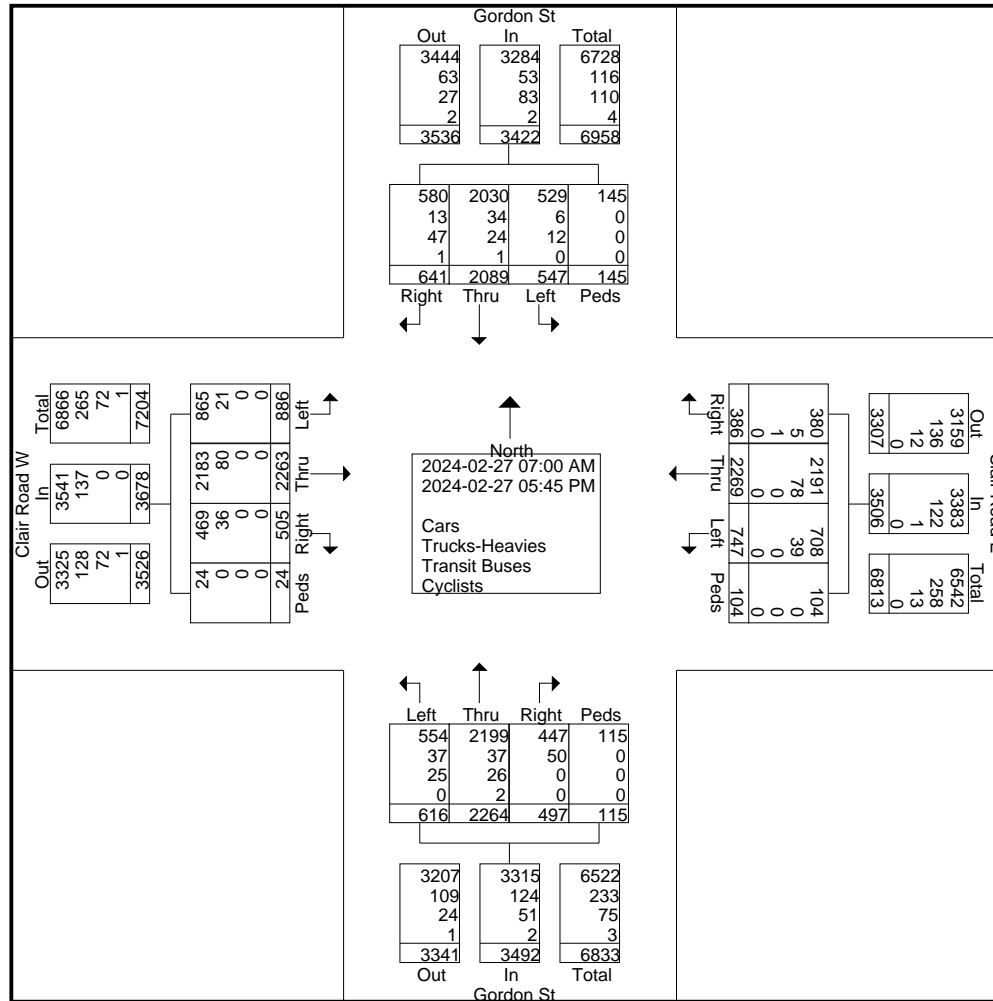 Gordon St
Out In Total
3444 3284 6728
63 53 116
27 83 110
2 2 4
3536 3422 6958
580 2030 529 145
13 34 6 0
47 24 12 0
1 1 0 0
641 2089 547 145
Right Thru Left Peds
Clair Road W
Out In Total
3325 3541 6866
128 137 265
72 0 72
1 0 1
3526 3678 7204
24 469 2183 865
0 36 80 21
0 0 0 0
0 0 0 0
24 505 2263 886
Peds Right Thru Left
North
2024-02-27 07:00 AM
2024-02-27 05:45 PM
Cars
Trucks-Heavies
Transit Buses
Cyclists
Clair Road
Out In Total
3159 3383 6542
136 122 258
12 1 13
0 0 0
3307 3506 6813
380 2191 708 104
5 78 39 0
1 0 0 0
0 0 0 0
386 2269 747 104
Right Thru Left Peds
Left Thru Right Peds
554 2199 447 115
37 37 50 0
25 26 0 0
0 2 0 0
616 2264 497 115
3207 3315 6522
109 124 233
24 51 75
1 2 3
3341 3492 6833
Out In Total
Gordon St